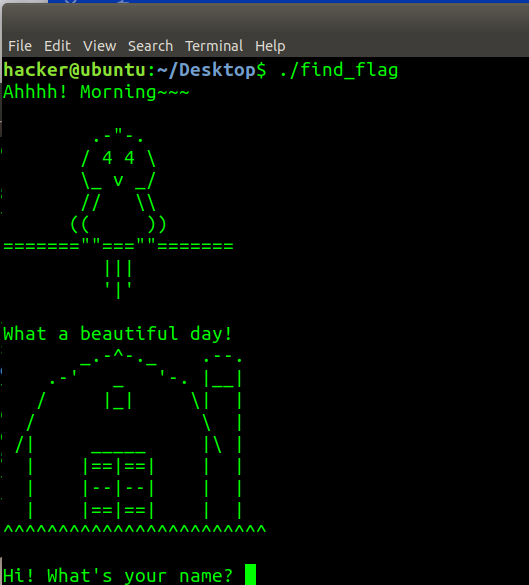 File Edit View Search Terminal Help
hacker@ubuntu:~/Desktop$ ./find_flag
Ahhhh! Morning~~~
        .-"-.
       / 4 4 \
       \_ v _/
       //   \\
      ((     ))
=======""===""=======
         |||
         '|'
What a beautiful day!
       _.-^-._    .--.
    .-'   _   '-. |__|
   /     |_|     \|  |
  /               \  |
 /|     _____     |\ |
  |    |==|==|    |  |
  |    |--|--|    |  |
  |    |==|==|    |  |
^^^^^^^^^^^^^^^^^^^^^^^^
Hi! What's your name?